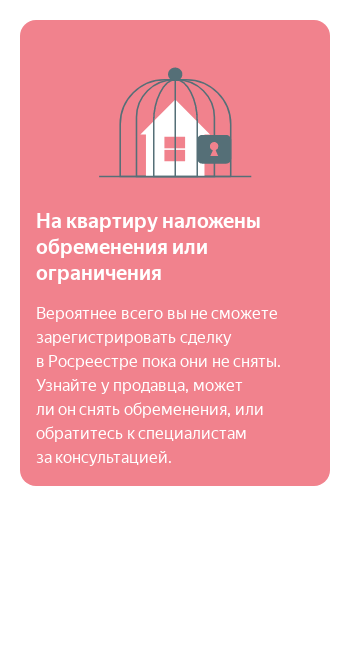 На квартиру наложены
обременения или
ограничения
Вероятнее всего вы не сможете
зарегистрировать сделку
в Росреестре пока они не сняты.
Узнайте у продавца, может
ли он снять обременения, или
обратитесь к специалистам
за консультацией.